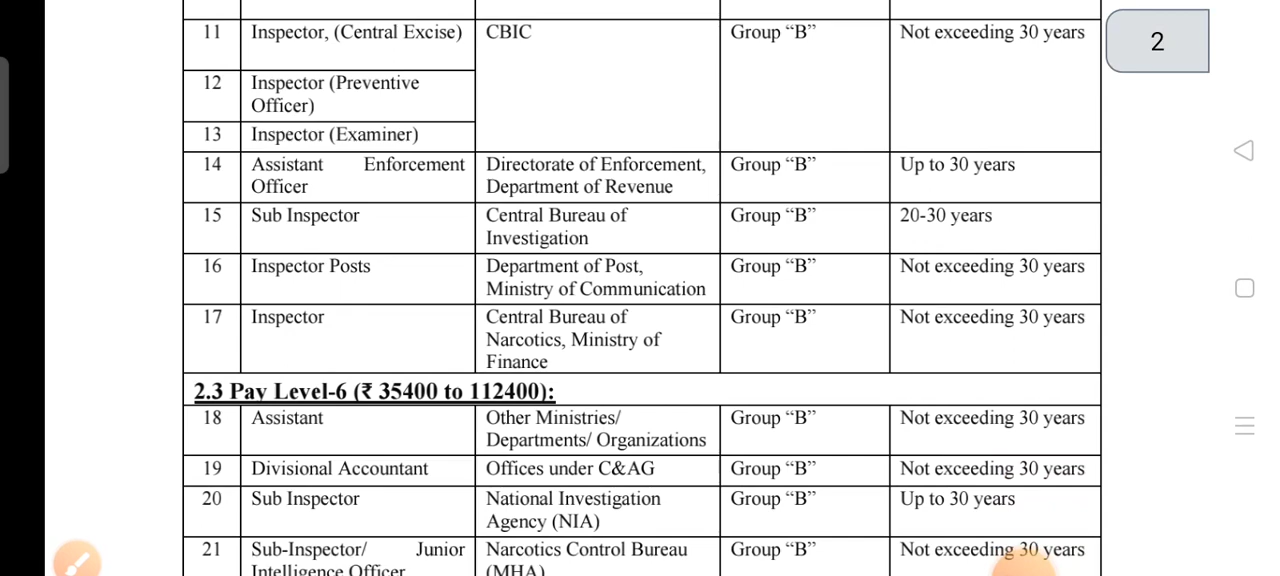 11 Inspector, (Central Excise) CBIC Group “B” Not exceeding 30 years
2
12 Inspector (Preventive
Officer)
13 Inspector (Examiner)
14 Assistant Enforcement Directorate of Enforcement, Group “B” Up to 30 years
Officer Department of Revenue
15 Sub Inspector Central Bureau of Group “B” 20-30 years
Investigation
16 Inspector Posts Department of Post, Group “B” Not exceeding 30 years
Ministry of Communication
17 Inspector Central Bureau of Group “B” Not exceeding 30 years
Narcotics, Ministry of
Finance
2.3 Pay Level-6 (₹ 35400 to 112400):
18 Assistant Other Ministries/ Group “B” Not exceeding 30 years
Departments/ Organizations
19 Divisional Accountant Offices under C&AG Group “B” Not exceeding 30 years
20 Sub Inspector National Investigation Group “B” Up to 30 years
Agency (NIA)
21 Sub-Inspector/ Junior Narcotics Control Bureau Group “B” Not exceeding 30 years
Intelligence Officer (MHA)